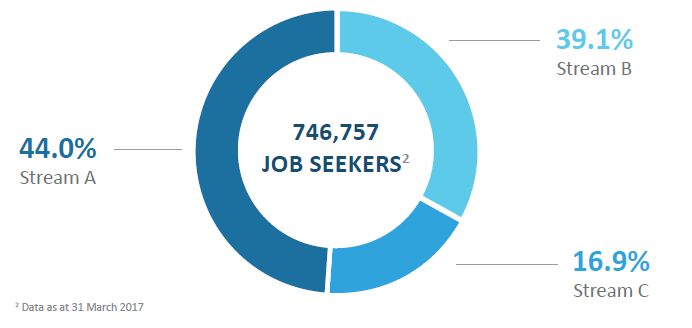 39.1%
Stream B
746,757
JOB SEEKERS²
44.0%
Stream A
16.9%
Stream C
² Data as at 31 March 2017